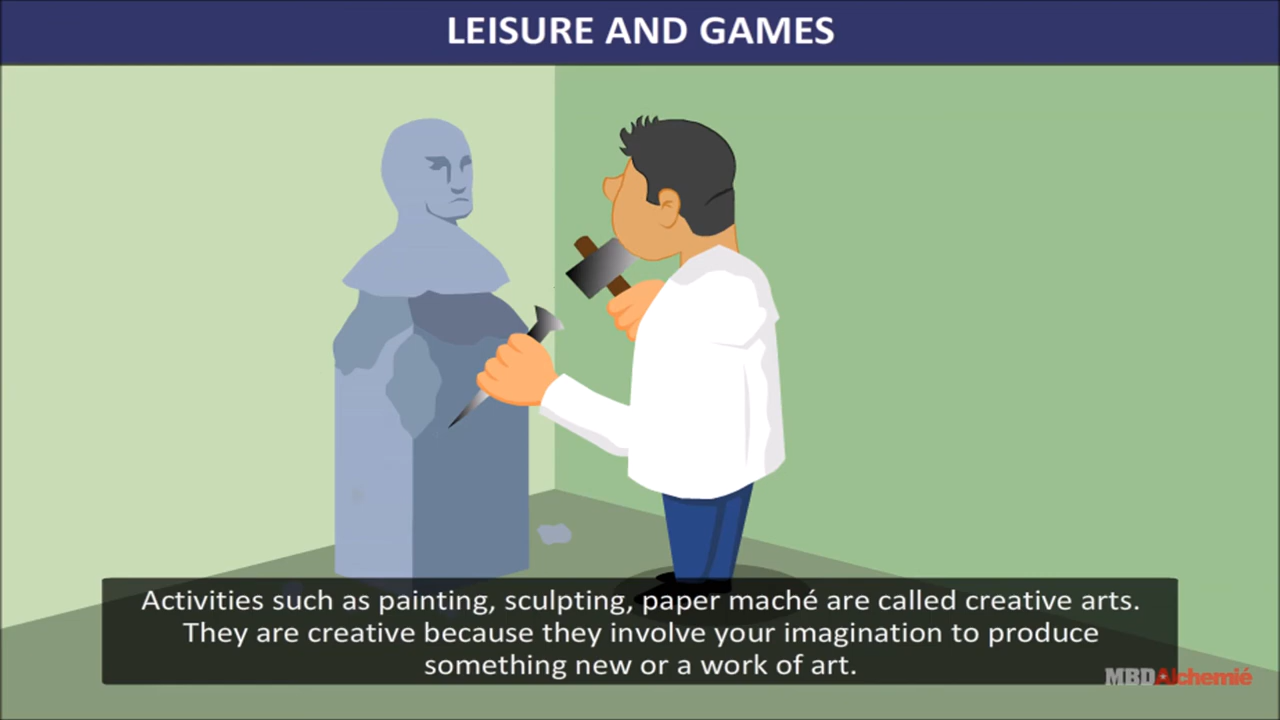 LEISURE AND GAMES
Activities such as painting, sculpting, paper maché are called creative arts.
They are creative because they involve your imagination to produce
something new or a work of art.
MBDAlchemié